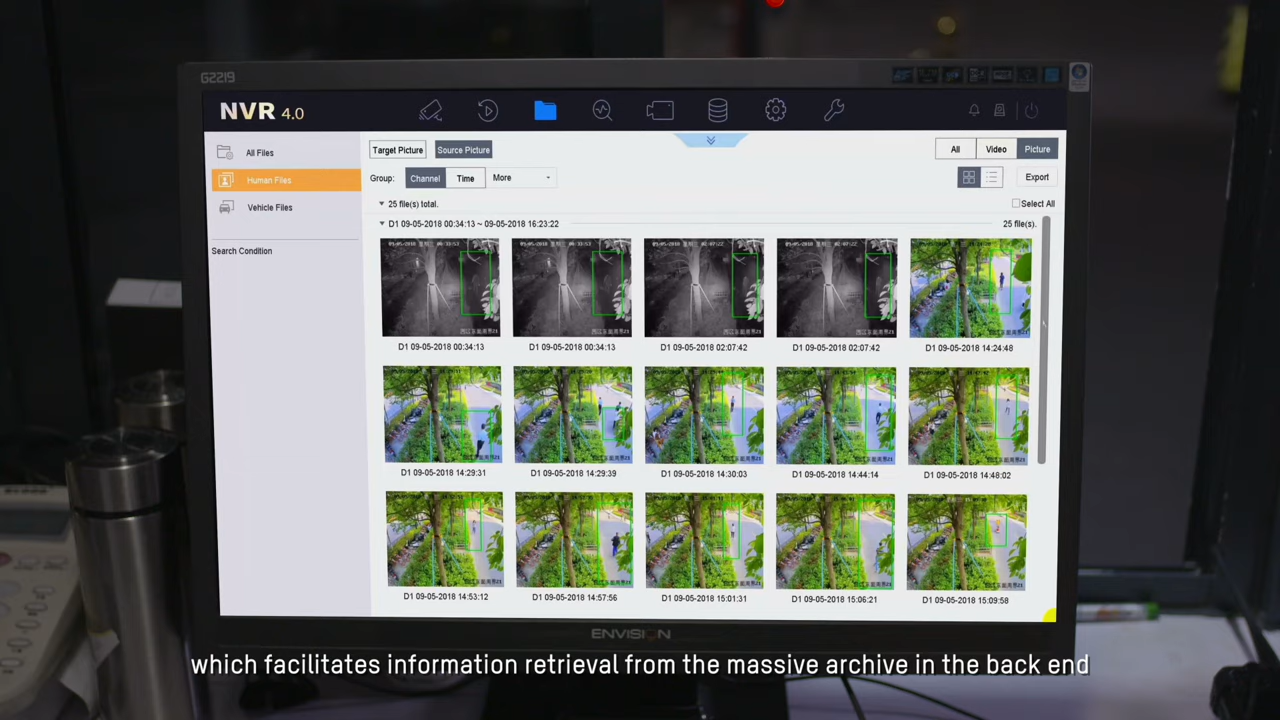 G2219
NVR 4.0
All Files
Human Files
Vehicle Files
Search Condition
Target Picture Source Picture
All Video Picture
Group: Channel Time More
Export
25 file(s) total.
Select All
D1 09-05-2018 00:34:13 ~ 09-05-2018 16:23:22
25 file(s).
D1 09-05-2018 00:34:13
D1 09-05-2018 00:34:13
D1 09-05-2018 02:07:42
D1 09-05-2018 02:07:42
D1 09-05-2018 14:24:48
D1 09-05-2018 14:29:31
D1 09-05-2018 14:29:39
D1 09-05-2018 14:30:03
D1 09-05-2018 14:44:14
D1 09-05-2018 14:48:02
D1 09-05-2018 14:53:12
D1 09-05-2018 14:57:56
D1 09-05-2018 15:01:31
D1 09-05-2018 15:06:21
D1 09-05-2018 15:09:58
ENVISION
which facilitates information retrieval from the massive archive in the back end